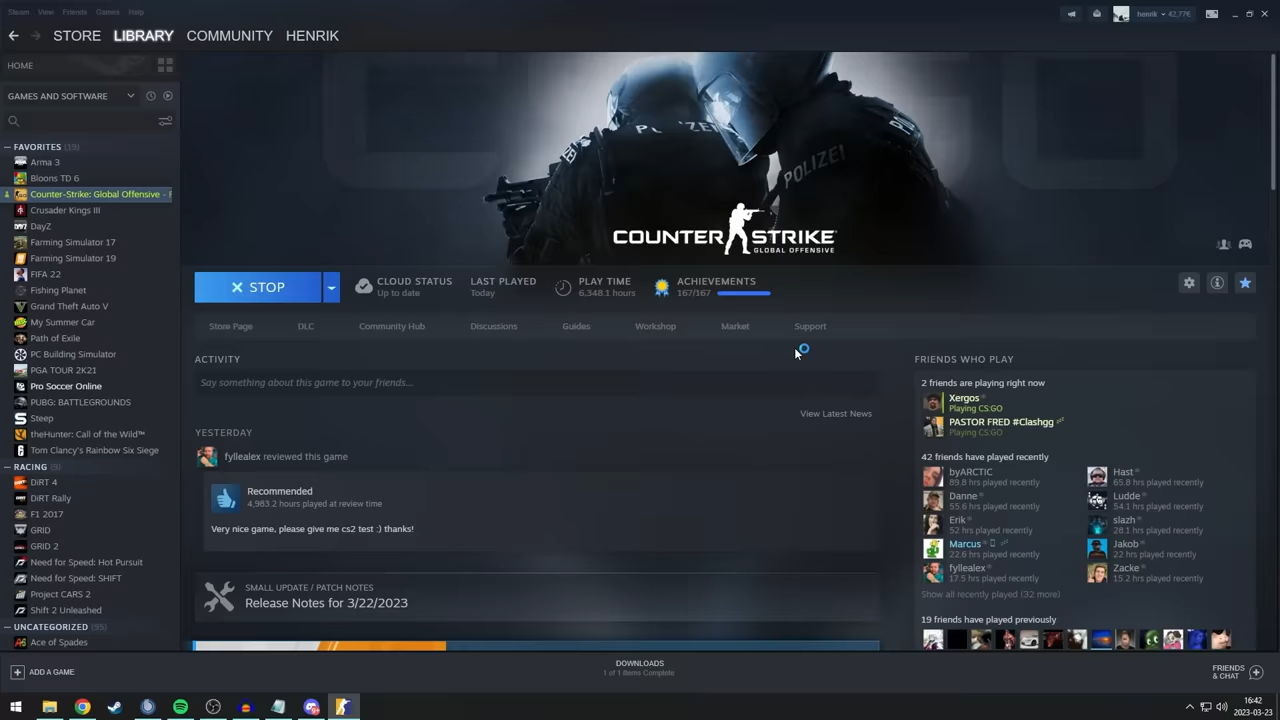 Steam View Friends Games Help
henrik 42,77€
STORE LIBRARY COMMUNITY HENRIK
HOME
GAMES AND SOFTWARE
FAVORITES (19)
Arma 3
Bloons TD 6
Counter-Strike: Global Offensive - F
Crusader Kings III
DayZ
Farming Simulator 17
Farming Simulator 19
FIFA 22
Fishing Planet
Grand Theft Auto V
My Summer Car
Path of Exile
PC Building Simulator
PGA TOUR 2K21
Pro Soccer Online
PUBG: BATTLEGROUNDS
Steep
theHunter: Call of the Wild™
Tom Clancy's Rainbow Six Siege
RACING (9)
DiRT 4
DiRT Rally
F1 2017
GRID
GRID 2
Need for Speed: Hot Pursuit
Need for Speed: SHIFT
Project CARS 2
Shift 2 Unleashed
UNCATEGORIZED (95)
Ace of Spades
ADD A GAME
POLIZEI
POLIZEI
COUNTER STRIKE
GLOBAL OFFENSIVE
STOP
CLOUD STATUS
Up to date
LAST PLAYED
Today
PLAY TIME
6,348.1 hours
ACHIEVEMENTS
167/167
Store Page DLC Community Hub Discussions Guides Workshop Market Support
ACTIVITY
Say something about this game to your friends...
View Latest News
YESTERDAY
fyllealex reviewed this game
Recommended
4,983.2 hours played at review time
Very nice game, please give me cs2 test :) thanks!
SMALL UPDATE / PATCH NOTES
Release Notes for 3/22/2023
FRIENDS WHO PLAY
2 friends are playing right now
Xergos
Playing CS:GO
PASTOR FRED #Clashgg
Playing CS:GO
42 friends have played recently
byARCTIC
89.8 hrs played recently
Hast
65.8 hrs played recently
Danne
55.6 hrs played recently
Ludde
54.1 hrs played recently
Erik
52 hrs played recently
slazh
28.1 hrs played recently
Marcus
22.6 hrs played recently
Jakob
22 hrs played recently
fyllealex
17.5 hrs played recently
Zacke
15.2 hrs played recently
Show all recently played (32 more)
19 friends have played previously
DOWNLOADS
1 of 1 Items Complete
FRIENDS
& CHAT
16:42
2023-03-23